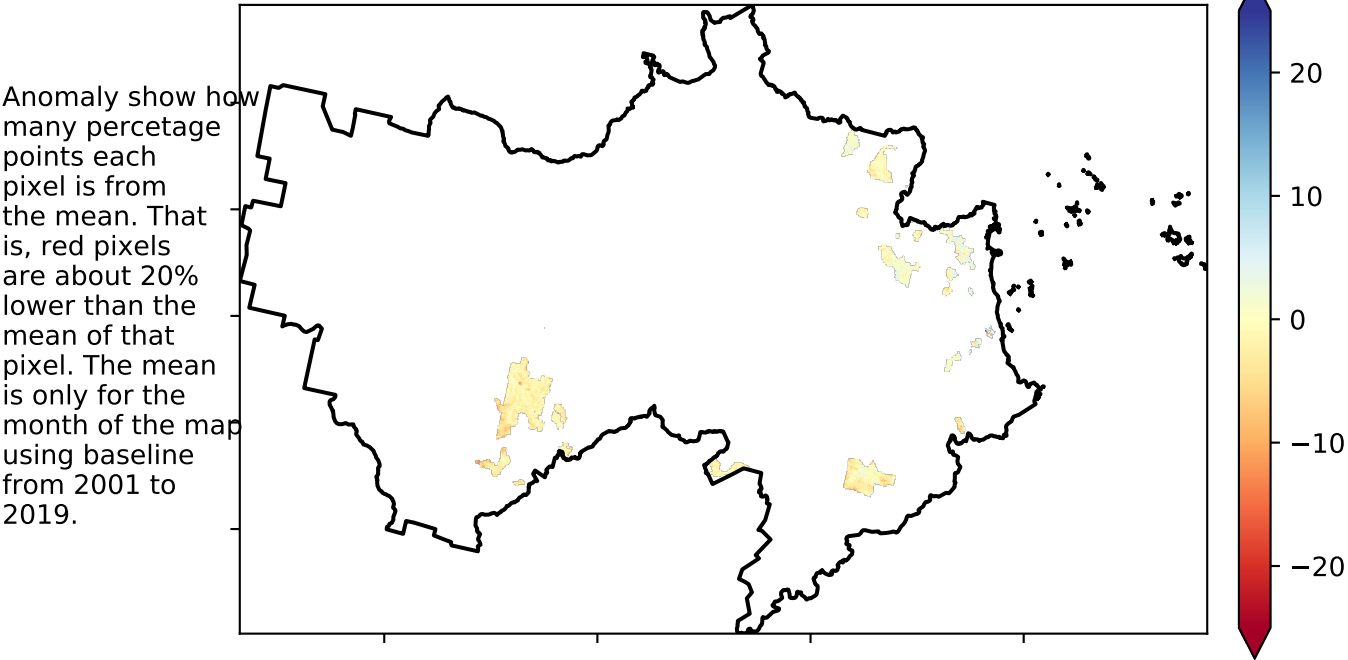 Anomaly show how
many percetage
points each
pixel is from
the mean. That
is, red pixels
are about 20%
lower than the
mean of that
pixel. The mean
is only for the
month of the map
using baseline
from 2001 to
2019.
20
10
0
−10
−20